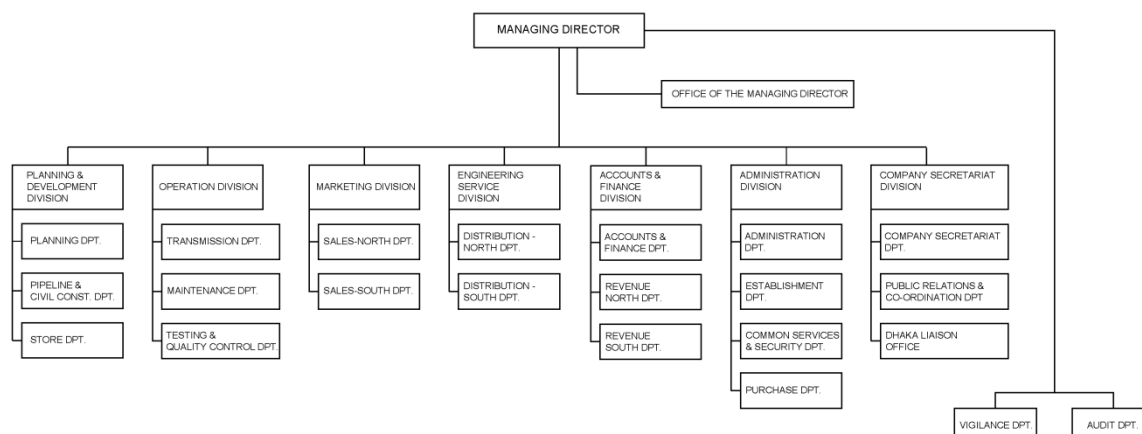 MANAGING DIRECTOR
OFFICE OF THE MANAGING DIRECTOR
PLANNING &
DEVELOPMENT
DIVISION
PLANNING DPT.
PIPELINE &
CIVIL CONST. DPT.
STORE DPT.
OPERATION DIVISION
TRANSMISSION DPT.
MAINTENANCE DPT.
TESTING &
QUALITY CONTROL DPT.
MARKETING DIVISION
SALES-NORTH DPT.
SALES-SOUTH DPT.
ENGINEERING
SERVICE
DIVISION
DISTRIBUTION -
NORTH DPT.
DISTRIBUTION -
SOUTH DPT.
ACCOUNTS &
FINANCE
DIVISION
ACCOUNTS &
FINANCE DPT.
REVENUE
NORTH DPT.
REVENUE
SOUTH DPT.
ADMINISTRATION
DIVISION
ADMINISTRATION
DPT.
ESTABLISHMENT
DPT.
COMMON SERVICES
& SECURITY DPT.
PURCHASE DPT.
COMPANY SECRETARIAT
DIVISION
COMPANY SECRETARIAT
DPT.
PUBLIC RELATIONS
& CO-ORDINATION DPT
DHAKA LIAISON
OFFICE
VIGILANCE DPT.
AUDIT DPT.